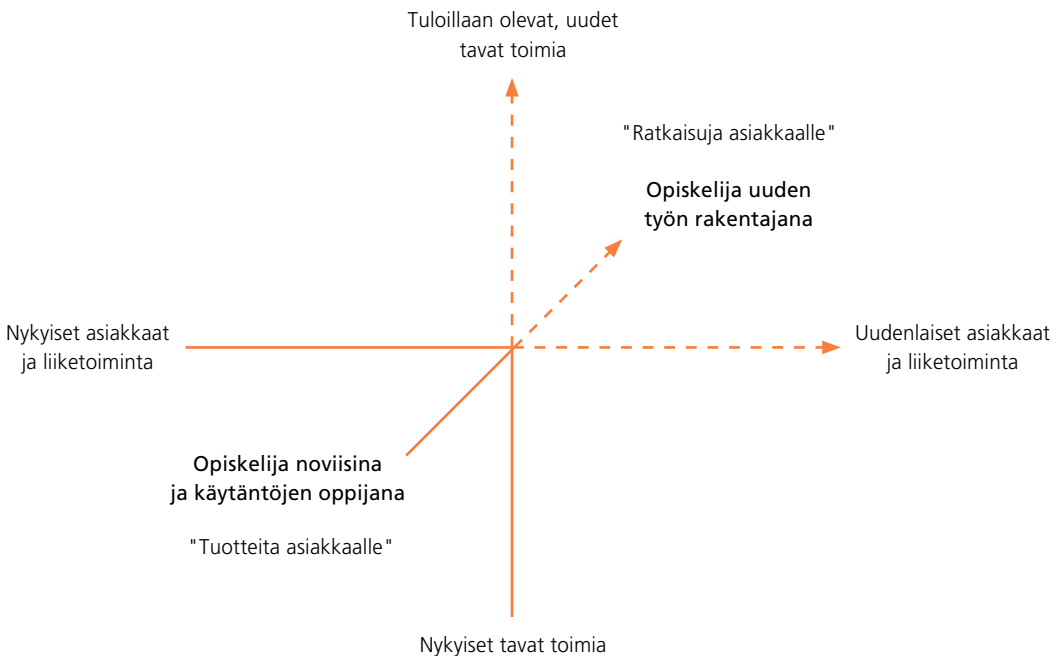 Tuloillaan olevat, uudet
tavat toimia
"Ratkaisuja asiakkaalle"
Opiskelija uuden
työn rakentajana
Nykyiset asiakkaat
ja liiketoiminta
Uudenlaiset asiakkaat
ja liiketoiminta
Opiskelija noviisina
ja käytäntöjen oppijana
"Tuotteita asiakkaalle"
Nykyiset tavat toimia